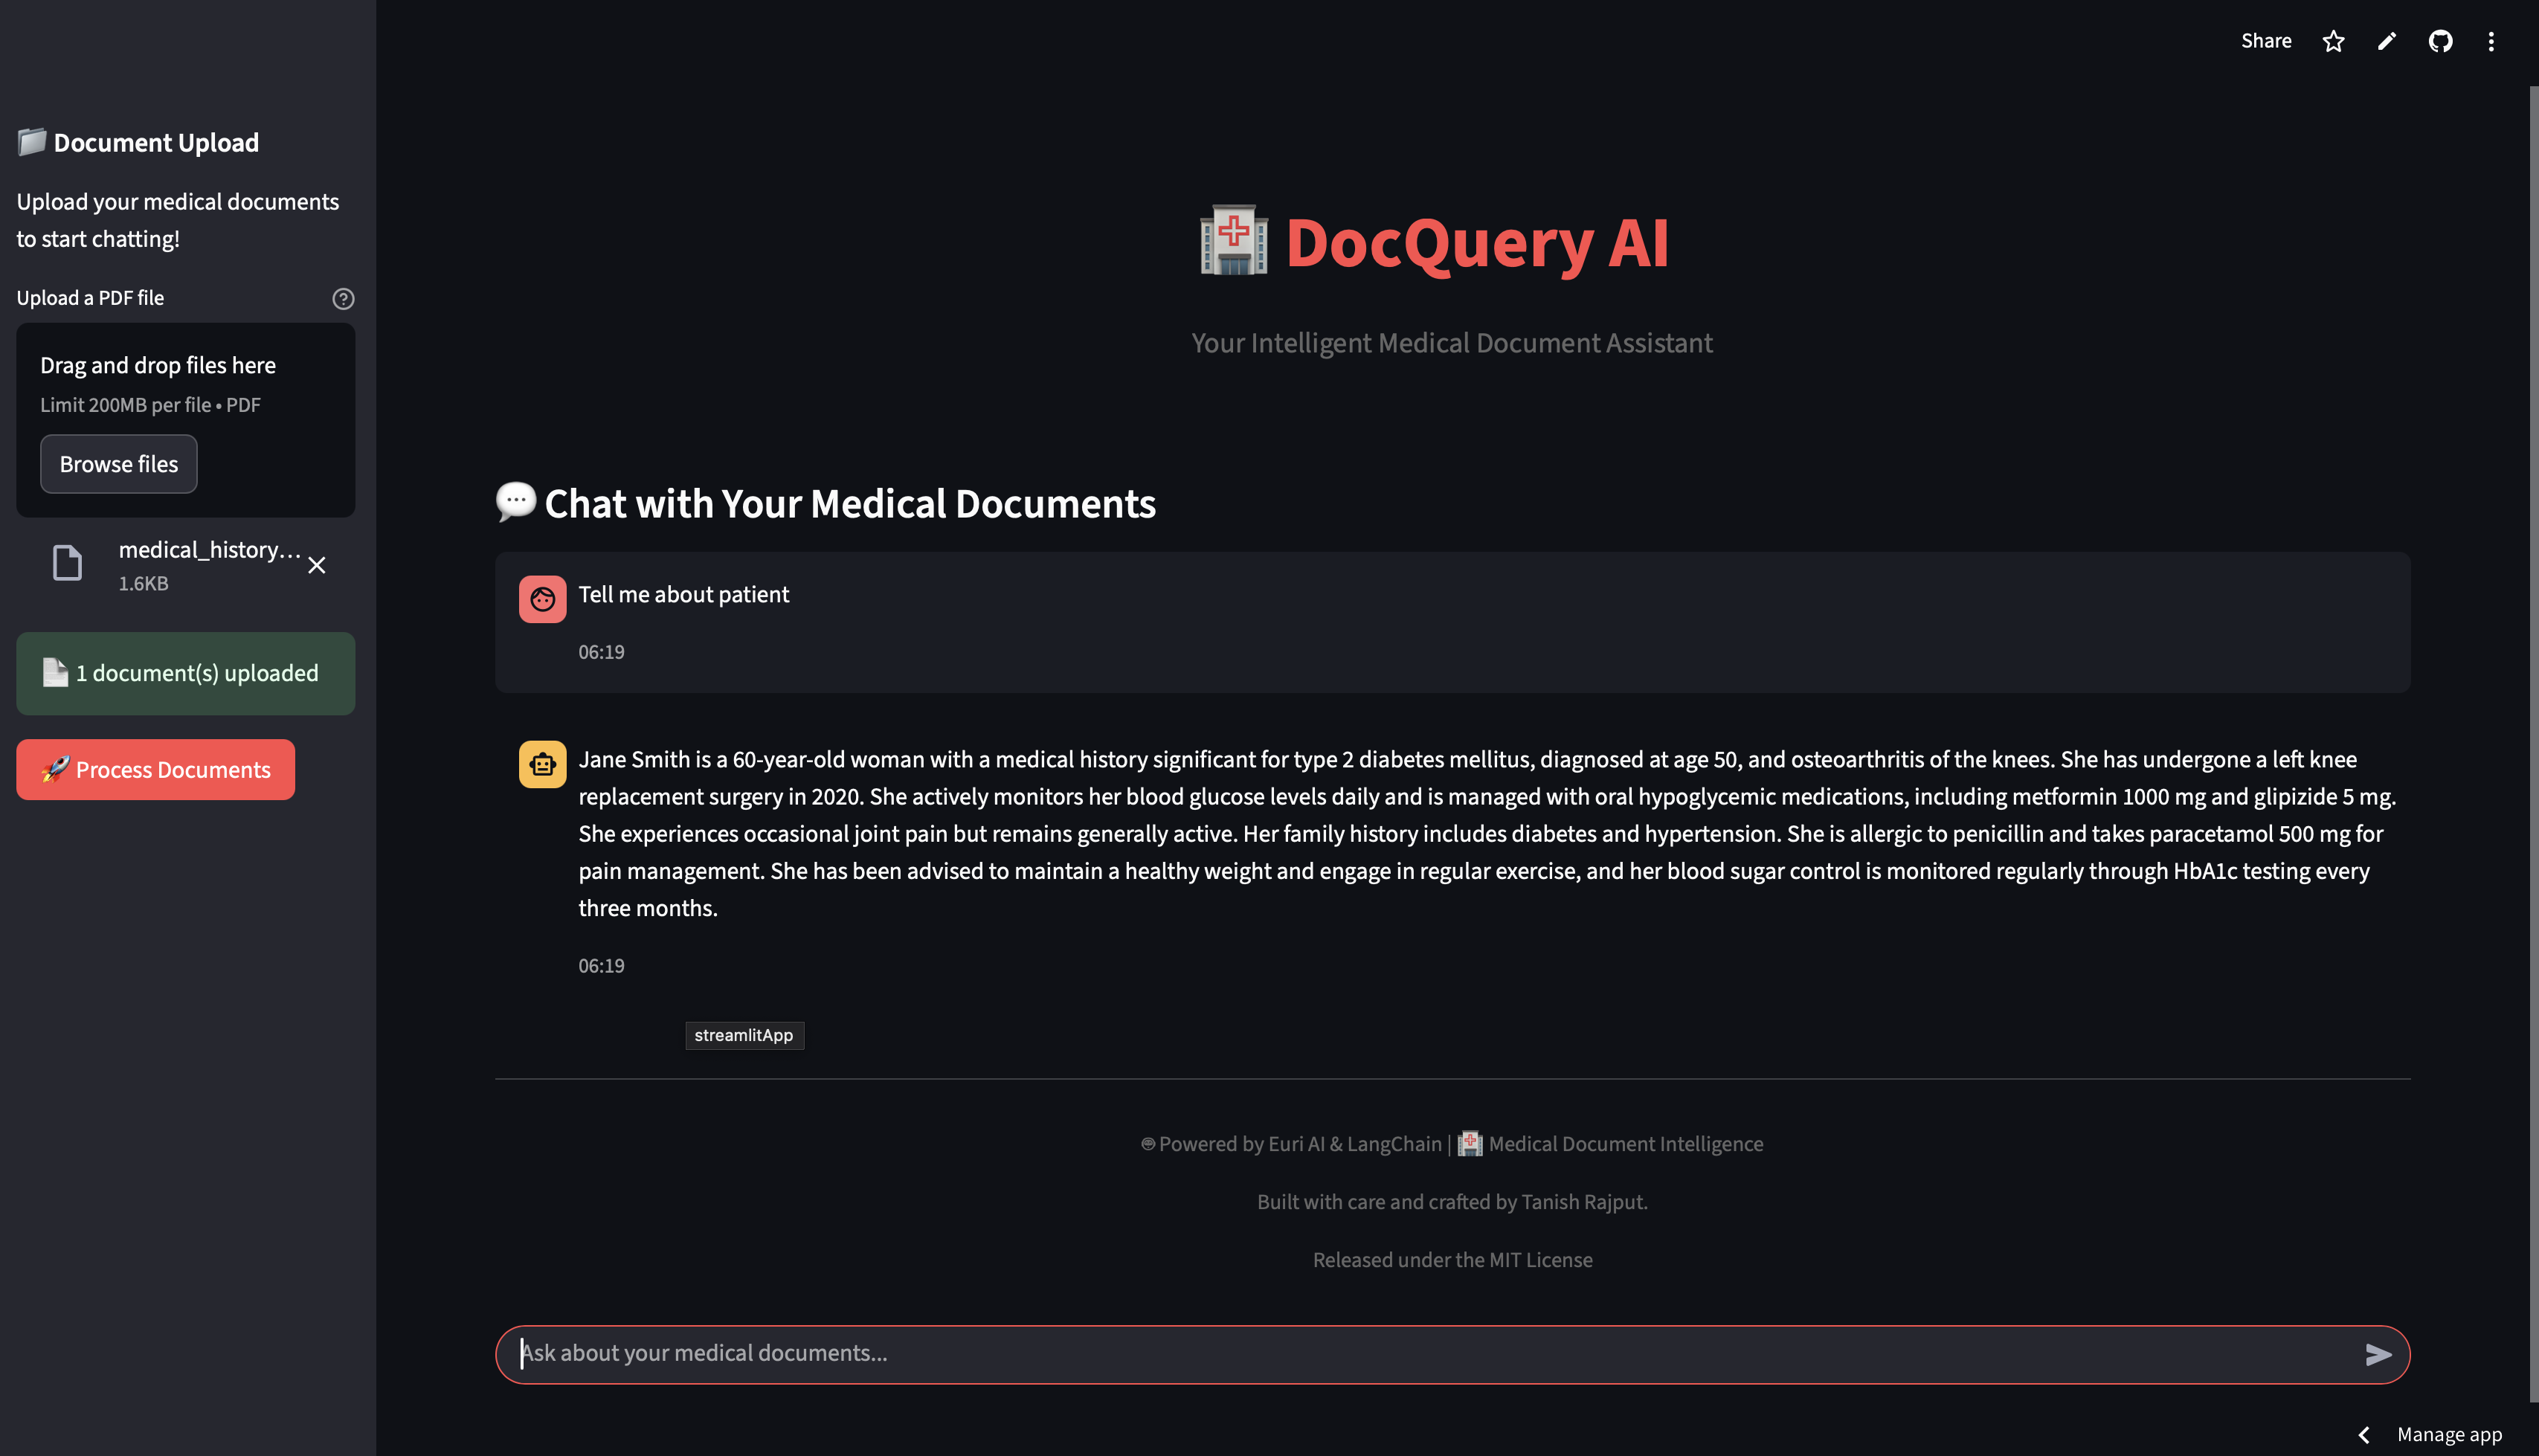 Share
📁 Document Upload
Upload your medical documents
to start chatting!
Upload a PDF file
Drag and drop files here
Limit 200MB per file • PDF
Browse files
medical_history…
1.6KB
📄 1 document(s) uploaded
🚀 Process Documents
🏥 DocQuery AI
Your Intelligent Medical Document Assistant
💬 Chat with Your Medical Documents
Tell me about patient
06:19
Jane Smith is a 60-year-old woman with a medical history significant for type 2 diabetes mellitus, diagnosed at age 50, and osteoarthritis of the knees. She has undergone a left knee
replacement surgery in 2020. She actively monitors her blood glucose levels daily and is managed with oral hypoglycemic medications, including metformin 1000 mg and glipizide 5 mg.
She experiences occasional joint pain but remains generally active. Her family history includes diabetes and hypertension. She is allergic to penicillin and takes paracetamol 500 mg for
pain management. She has been advised to maintain a healthy weight and engage in regular exercise, and her blood sugar control is monitored regularly through HbA1c testing every
three months.
06:19
streamlitApp
Powered by Euri AI & LangChain | 🏥 Medical Document Intelligence
Built with care and crafted by Tanish Rajput.
Released under the MIT License
Ask about your medical documents...
Manage app